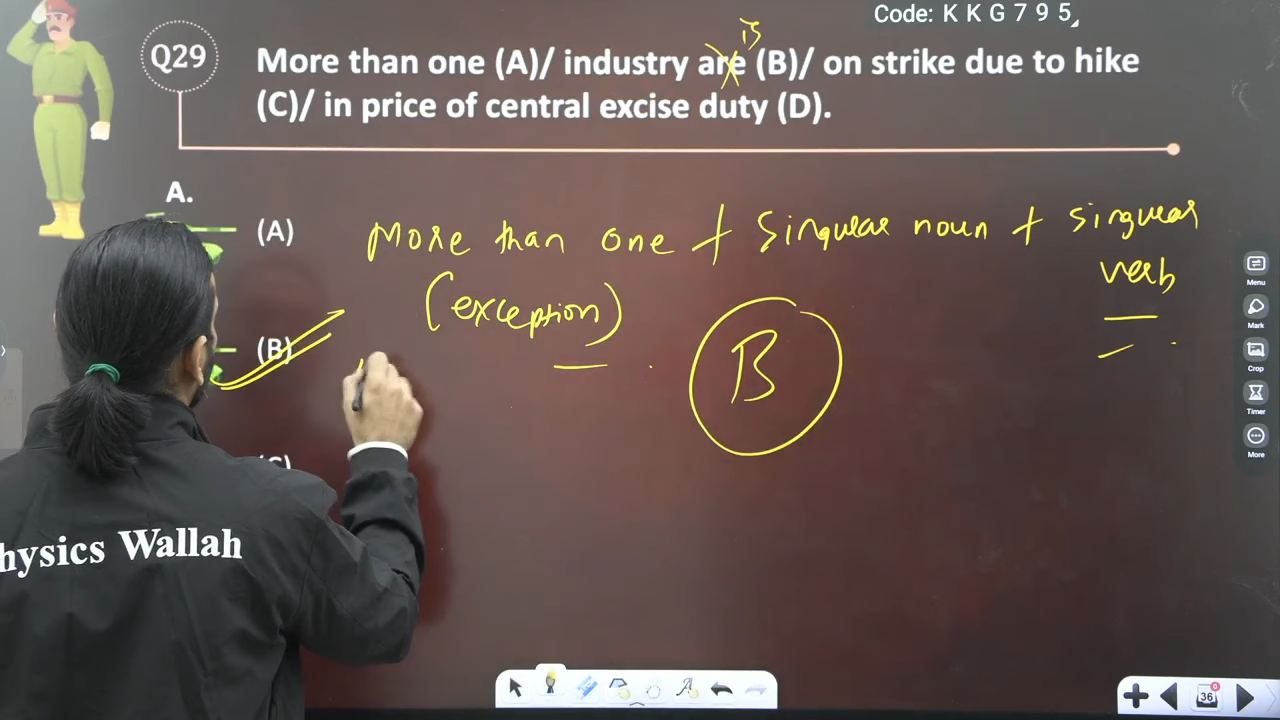 Code: K K G 7 9 5
Q29
is
More than one (A)/ industry are (B)/ on strike due to hike
(C)/ in price of central excise duty (D).
A.
(A)
More than one + Singular noun + singular
verb
(exception)
(B)
B
(C)
hysics Wallah
Menu
Mark
Crop
Timer
More
36